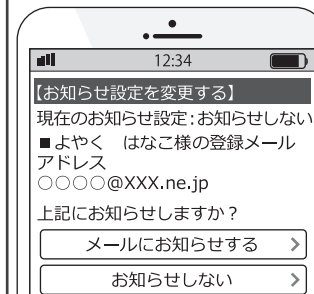 12:34
【お知らせ設定を変更する】
現在のお知らせ設定:お知らせしない
■よやく　はなこ様の登録メール
アドレス
○○○○@XXX.ne.jp
上記にお知らせしますか？
メールにお知らせする
お知らせしない